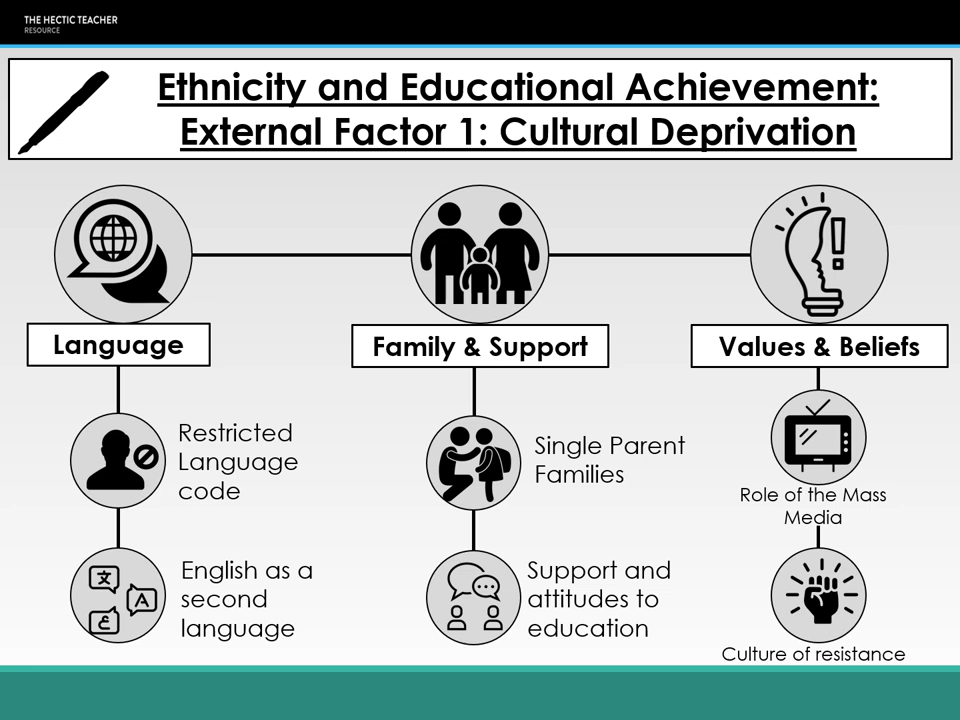 THE HECTIC TEACHER
RESOURCE
Ethnicity and Educational Achievement:
External Factor 1: Cultural Deprivation
Language
Restricted
Language
code
English as a
second
language
Family & Support
Single Parent
Families
Support and
attitudes to
education
Values & Beliefs
Role of the Mass
Media
Culture of resistance
文
A
ع